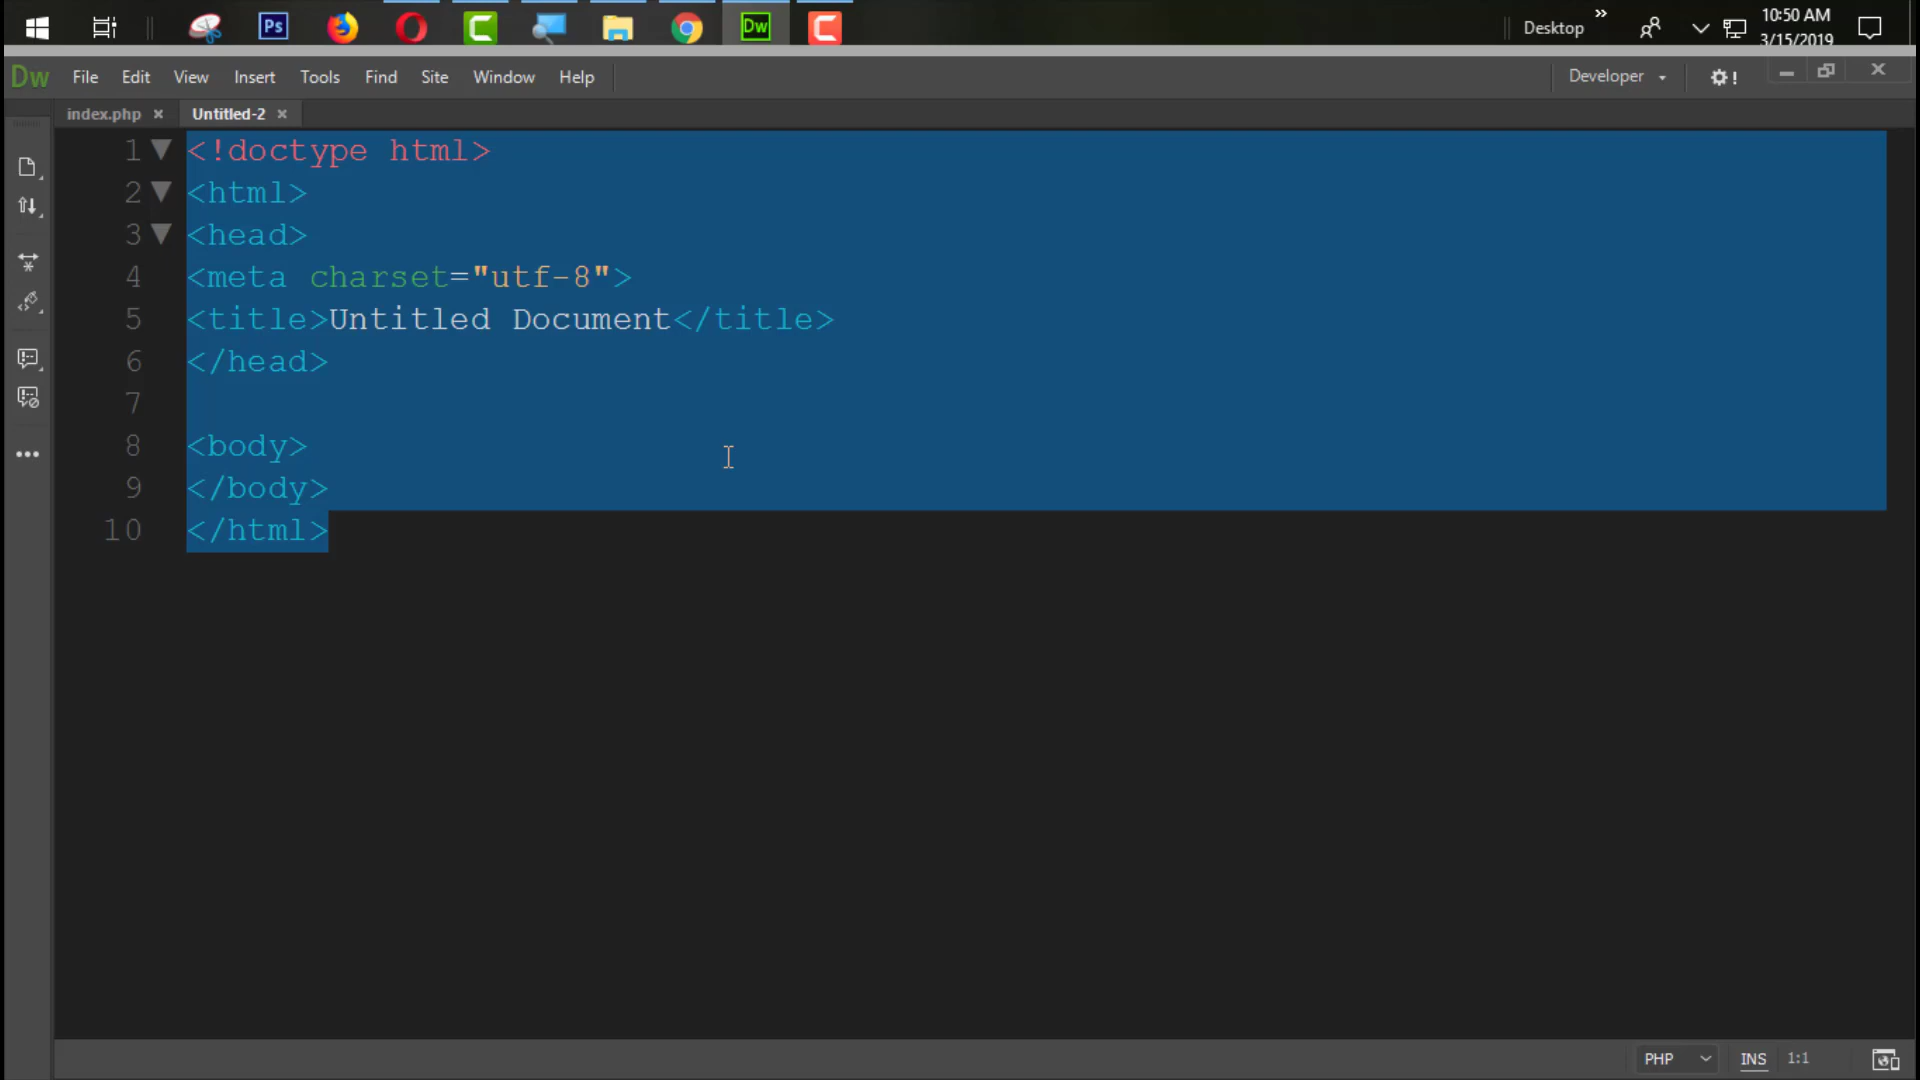 Ps
Dw
Desktop
»
10:50 AM
3/15/2019
Dw File Edit View Insert Tools Find Site Window Help
Developer
index.php × Untitled-2 ×
1 <!doctype html>
2 <html>
3 <head>
4 <meta charset="utf-8">
5 <title>Untitled Document</title>
6 </head>
7
8 <body>
9 </body>
10 </html>
PHP INS 1:1